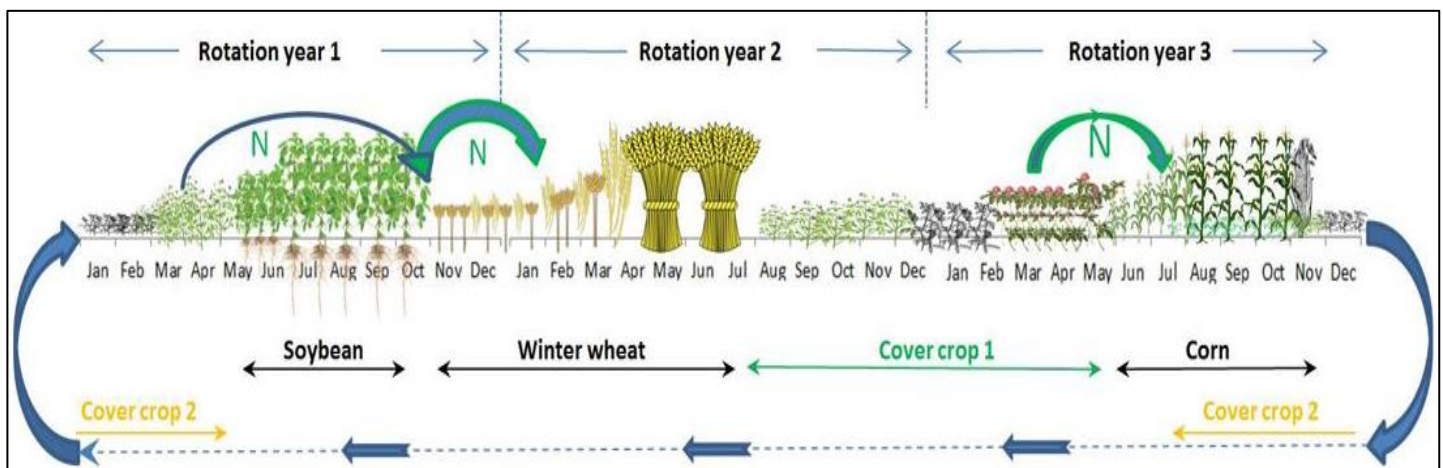 Rotation year 1 Rotation year 2 Rotation year 3
N N N
Jan Feb Mar Apr May Jun Jul Aug Sep Oct Nov Dec Jan Feb Mar Apr May Jun Jul Aug Sep Oct Nov Dec Jan Feb Mar Apr May Jun Jul Aug Sep Oct Nov Dec
Soybean Winter wheat Cover crop 1 Corn
Cover crop 2 Cover crop 2